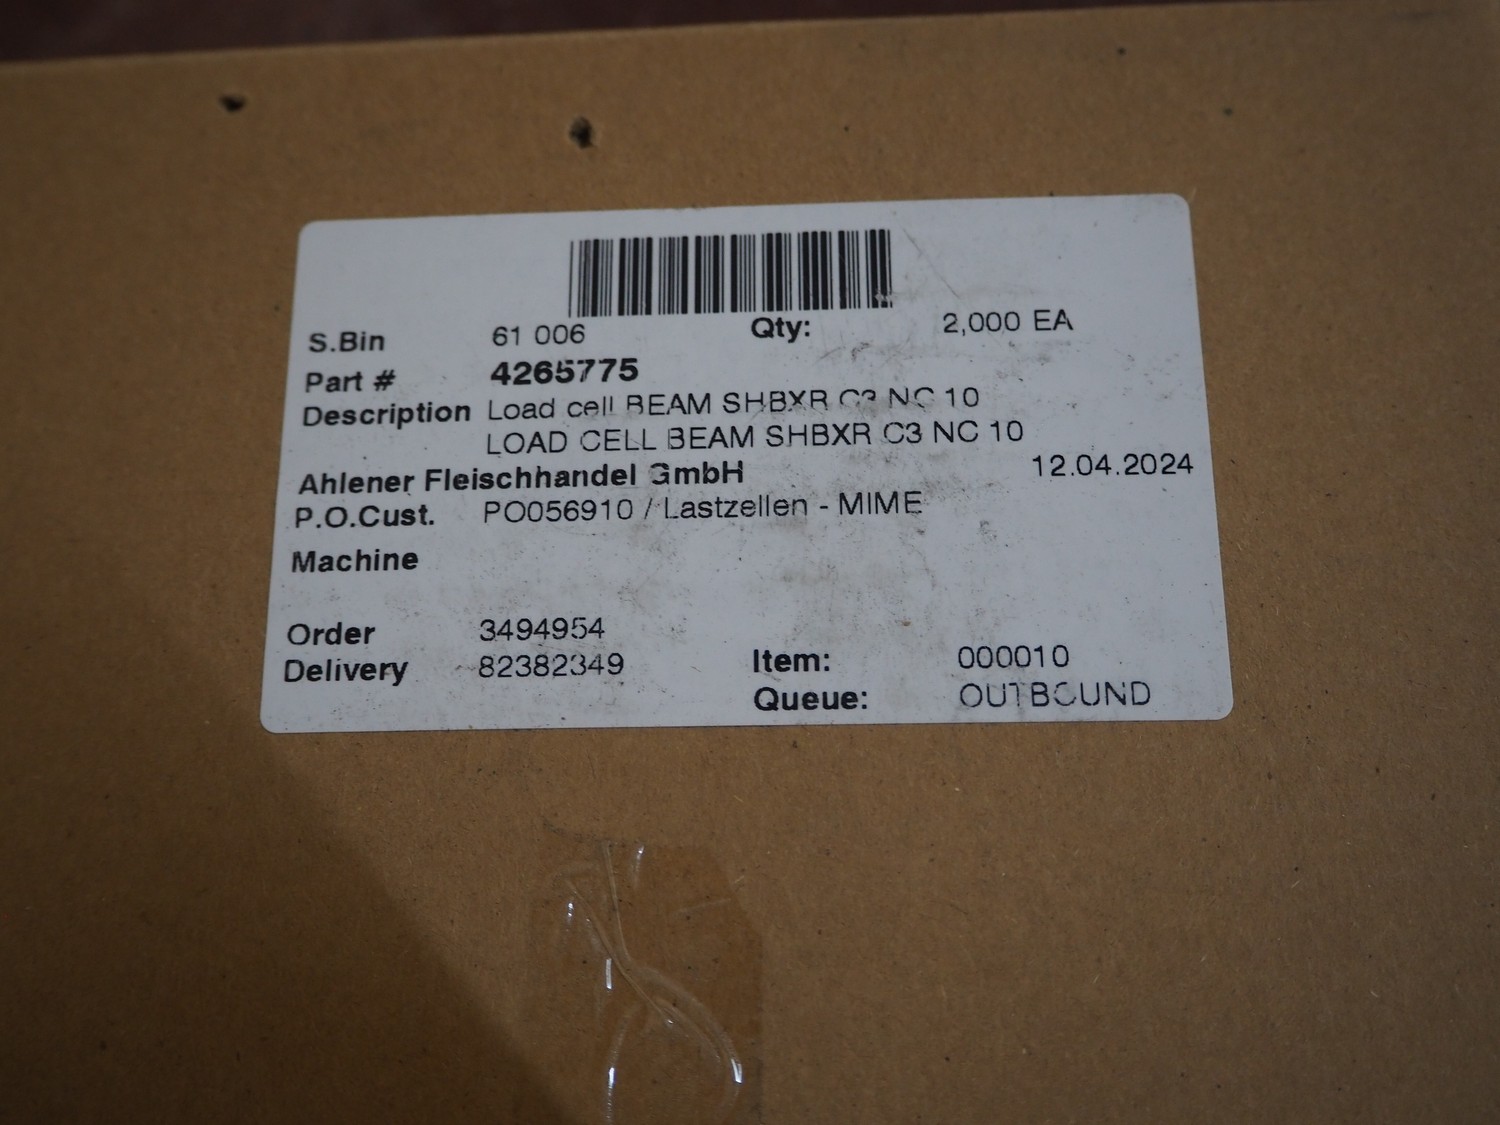 S.Bin 61 006 Qty: 2,000 EA
Part # 4265775
Description Load cell BEAM SHBXR C3 NC 10
LOAD CELL BEAM SHBXR C3 NC 10
Ahlener Fleischhandel GmbH 12.04.2024
P.O.Cust. PO056910 / Lastzellen - MIME
Machine
Order 3494954
Delivery 82382349 Item: 000010
Queue: OUTBOUND